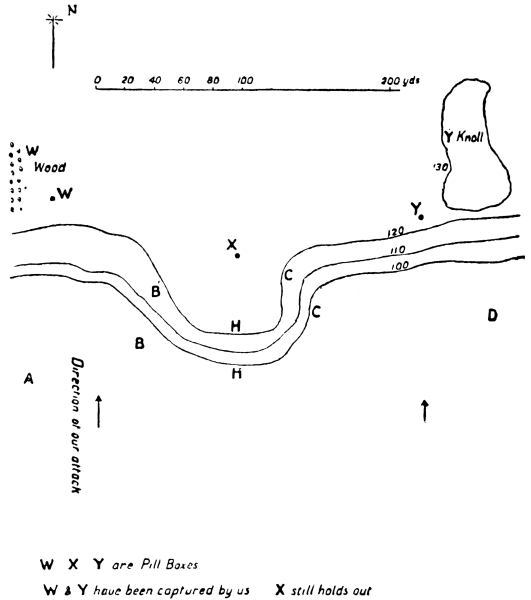 N
0 20 40 60 80 100 200 yds
Y Knoll
W
Wood
130
W
Y
X
120
110
100
C
B
C
D
H
B
H
A
Direction of our attack
W X Y are Pill Boxes
W & Y have been captured by us X still holds out